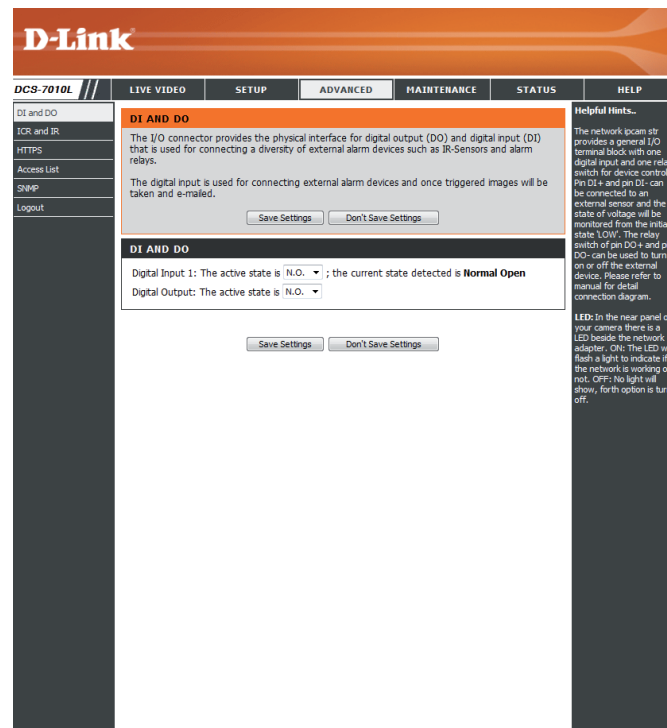 D-Link
DCS-7010L
LIVE VIDEO
SETUP
ADVANCED
MAINTENANCE
STATUS
HELP
DI and DO
ICR and IR
HTTPS
Access List
SNMP
Logout
DI AND DO
The I/O connector provides the physical interface for digital output (DO) and digital input (DI)
that is used for connecting a diversity of external alarm devices such as IR-Sensors and alarm
relays.
The digital input is used for connecting external alarm devices and once triggered images will be
taken and e-mailed.
Save Settings Don't Save Settings
DI AND DO
Digital Input 1: The active state is N.O. ; the current state detected is Normal Open
Digital Output: The active state is N.O.
Save Settings Don't Save Settings
Helpful Hints..
The network ipcam str
provides a general I/O
terminal block with one
digital input and one rela
switch for device control
Pin DI+ and pin DI- can
be connected to an
external sensor and the
state of voltage will be
monitored from the initia
state 'LOW'. The relay
switch of pin DO+ and p
DO- can be used to turn
on or off the external
device. Please refer to
manual for detail
connection diagram.
LED: In the near panel o
your camera there is a
LED beside the network
adapter. ON: The LED w
flash a light to indicate if
the network is working o
not. OFF: No light will
show, forth option is tur
off.